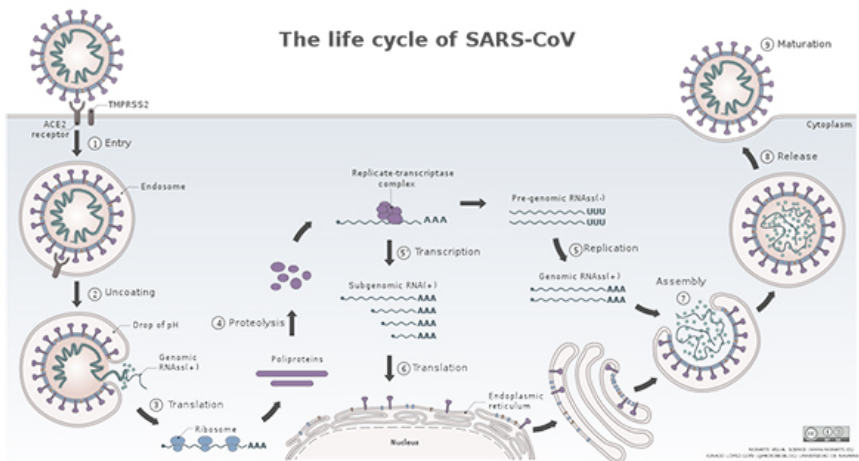 The life cycle of SARS-CoV
TMPRSS2
ACE2
receptor
1 Entry
Endosome
2 Uncoating
Drop of pH
Genomic
RNAss(+)
3 Translation
Ribosome
AAA
Poliproteins
4 Proteolysis
Replicate-transcriptase
complex
AAA
5' Transcription
Subgenomic RNA(+)
AAA
AAA
AAA
AAA
6 Translation
Endoplasmic
reticulum
Nucleus
Pre-genomic RNAss(-)
UUU
UUU
5 Replication
Genomic RNAss(+)
AAA
AAA
Assembly
7
8 Release
9 Maturation
Cytoplasm